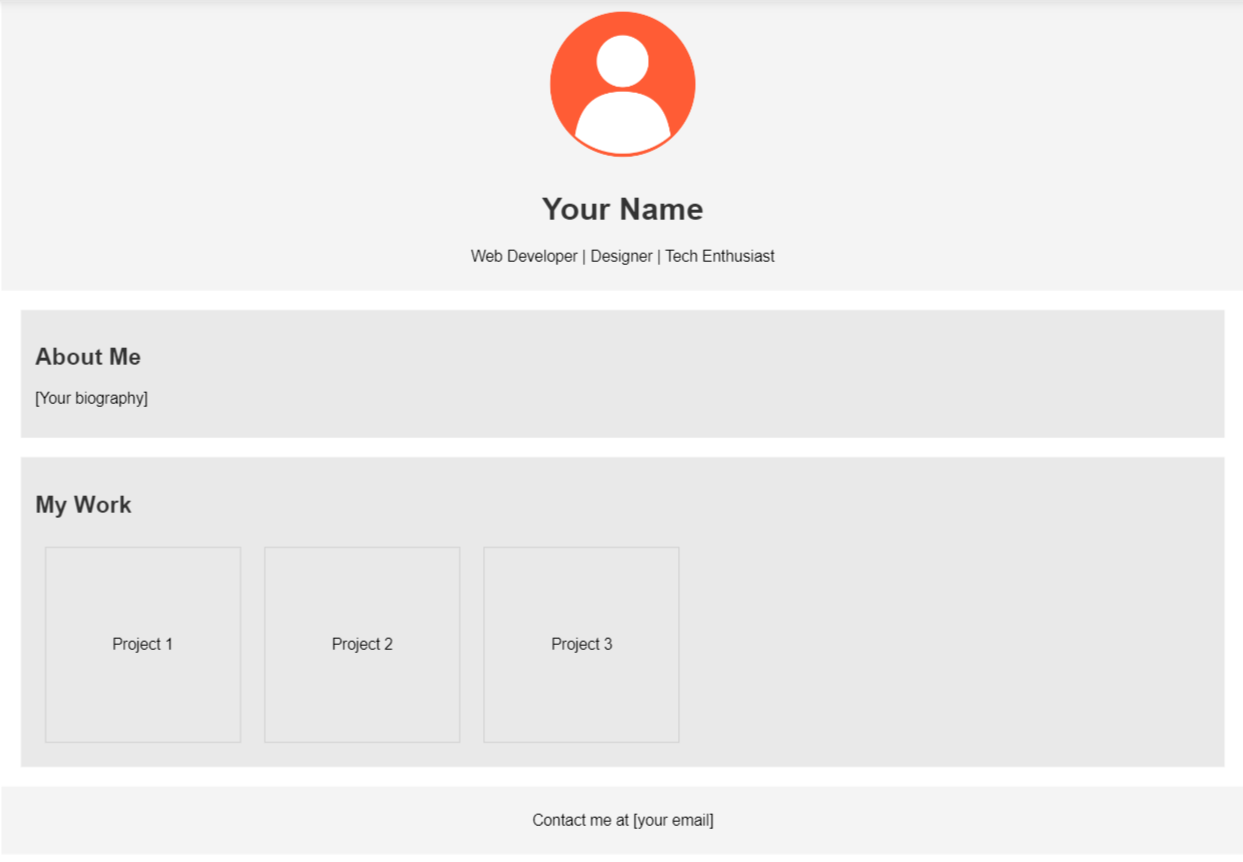 Your Name
Web Developer | Designer | Tech Enthusiast
About Me
[Your biography]
My Work
Project 1
Project 2
Project 3
Contact me at [your email]